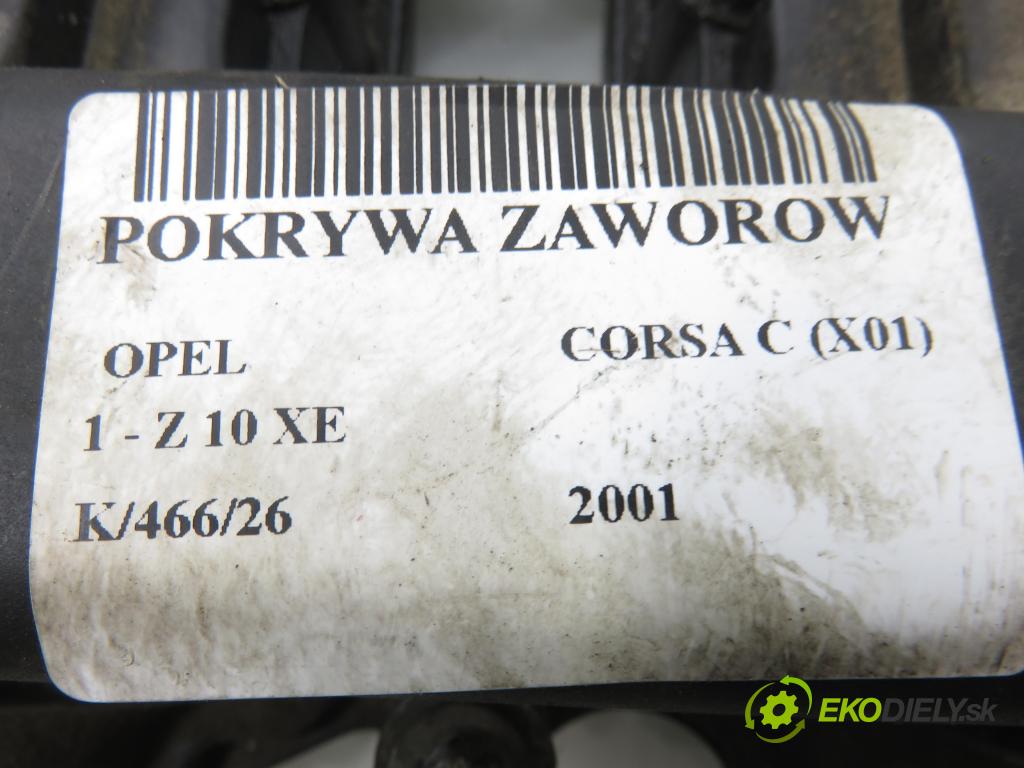 POKRYWA ZAWOROW
OPEL CORSA C (X01)
1 - Z 10 XE
K/466/26 2001
EKODIELY.sk